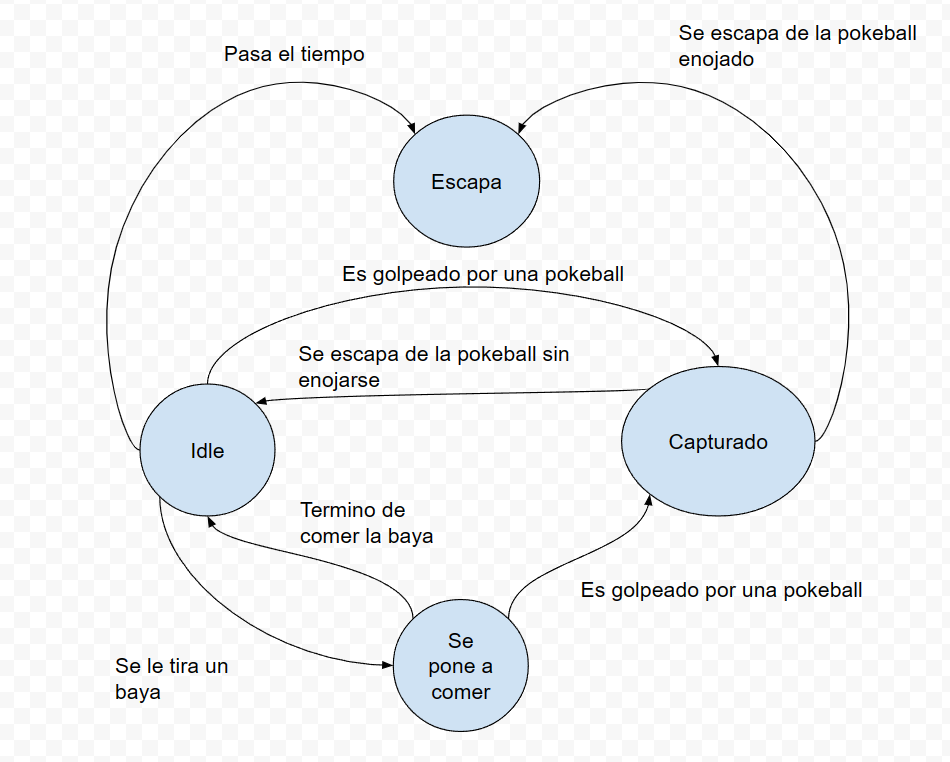 Se escapa de la pokeball
enojado
Pasa el tiempo
Escapa
Es golpeado por una pokeball
Se escapa de la pokeball sin
enojarse
Idle
Capturado
Termino de
comer la baya
Es golpeado por una pokeball
Se
pone a
comer
Se le tira un
baya